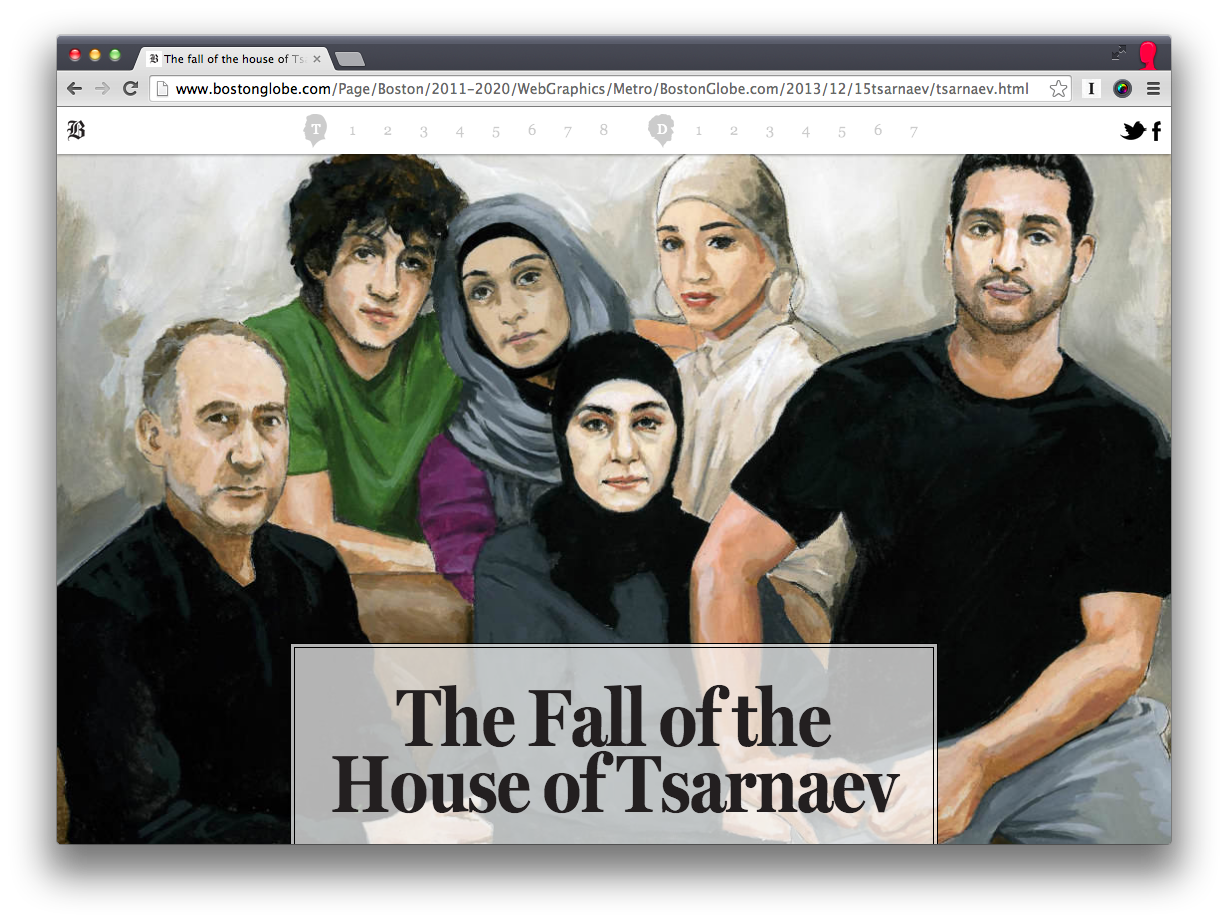 The fall of the house of Ts
www.bostonglobe.com/Page/Boston/2011-2020/WebGraphics/Metro/BostonGlobe.com/2013/12/15tsarnaev/tsarnaev.html
I
B T 1 2 3 4 5 6 7 8 D 1 2 3 4 5 6 7 f
The Fall of the
House of Tsarnaev